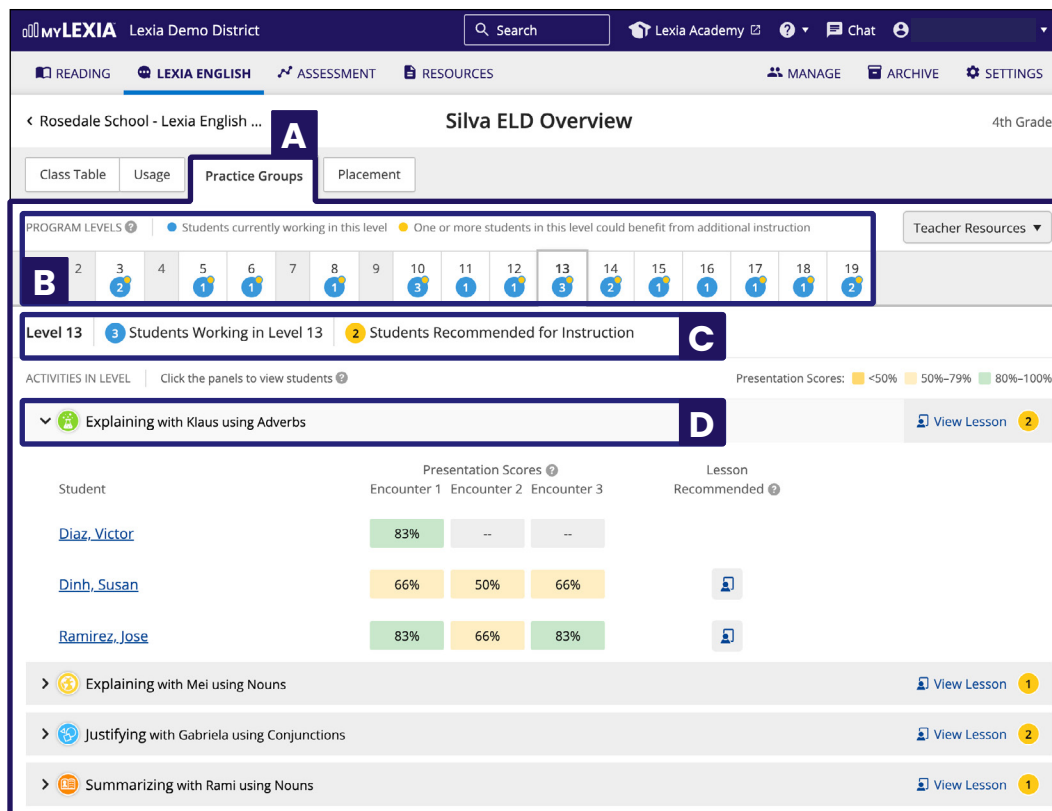 MYLEXIA Lexia Demo District Search Lexia Academy ? Chat
READING LEXIA ENGLISH ASSESSMENT RESOURCES MANAGE ARCHIVE SETTINGS
< Rosedale School - Lexia English ... Silva ELD Overview 4th Grade
A
Class Table Usage Practice Groups Placement
PROGRAM LEVELS ? Students currently working in this level One or more students in this level could benefit from additional instruction Teacher Resources
B 2 3 4 5 6 7 8 9 10 11 12 13 14 15 16 17 18 19
2 1 1 1 3 1 1 3 2 1 1 1 1 2
Level 13 3 Students Working in Level 13 2 Students Recommended for Instruction C
ACTIVITIES IN LEVEL Click the panels to view students ? Presentation Scores: <50% 50%–79% 80%–100%
Explaining with Klaus using Adverbs D View Lesson 2
Presentation Scores ? Lesson
Student Encounter 1 Encounter 2 Encounter 3 Recommended ?
Diaz, Victor 83% -- --
Dinh, Susan 66% 50% 66%
Ramirez, Jose 83% 66% 83%
Explaining with Mei using Nouns View Lesson 1
Justifying with Gabriela using Conjunctions View Lesson 2
Summarizing with Rami using Nouns View Lesson 1